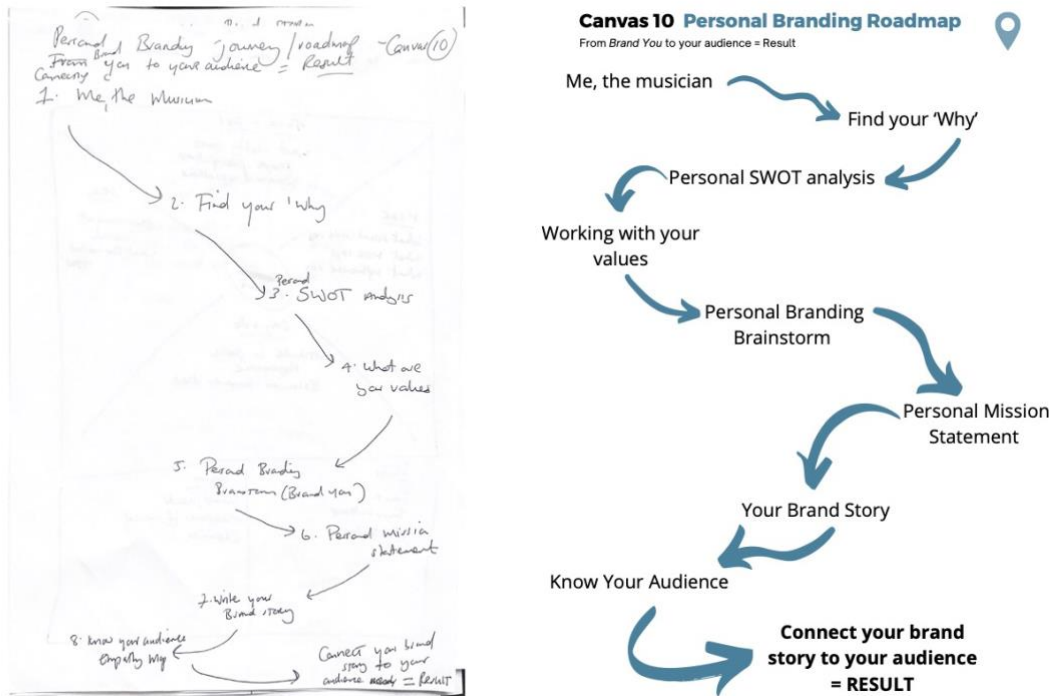 Personal Branding journey / roadmap - Canvas (10)
From Brand You to your audience = Result
1. Me, the Musician
2. Find your 'Why
Personal
3. SWOT Analysis
4. What are
your values
5. Personal Branding
Brainstorm (Brand You)
6. Personal mission
statement
7. Write your
Brand story
8. Know your audience
Empathy Map
Connect your brand
story to your
audience = Result
Canvas 10 Personal Branding Roadmap
From Brand You to your audience = Result
Me, the musician
Find your ‘Why’
Personal SWOT analysis
Working with your
values
Personal Branding
Brainstorm
Personal Mission
Statement
Your Brand Story
Know Your Audience
Connect your brand
story to your audience
= RESULT